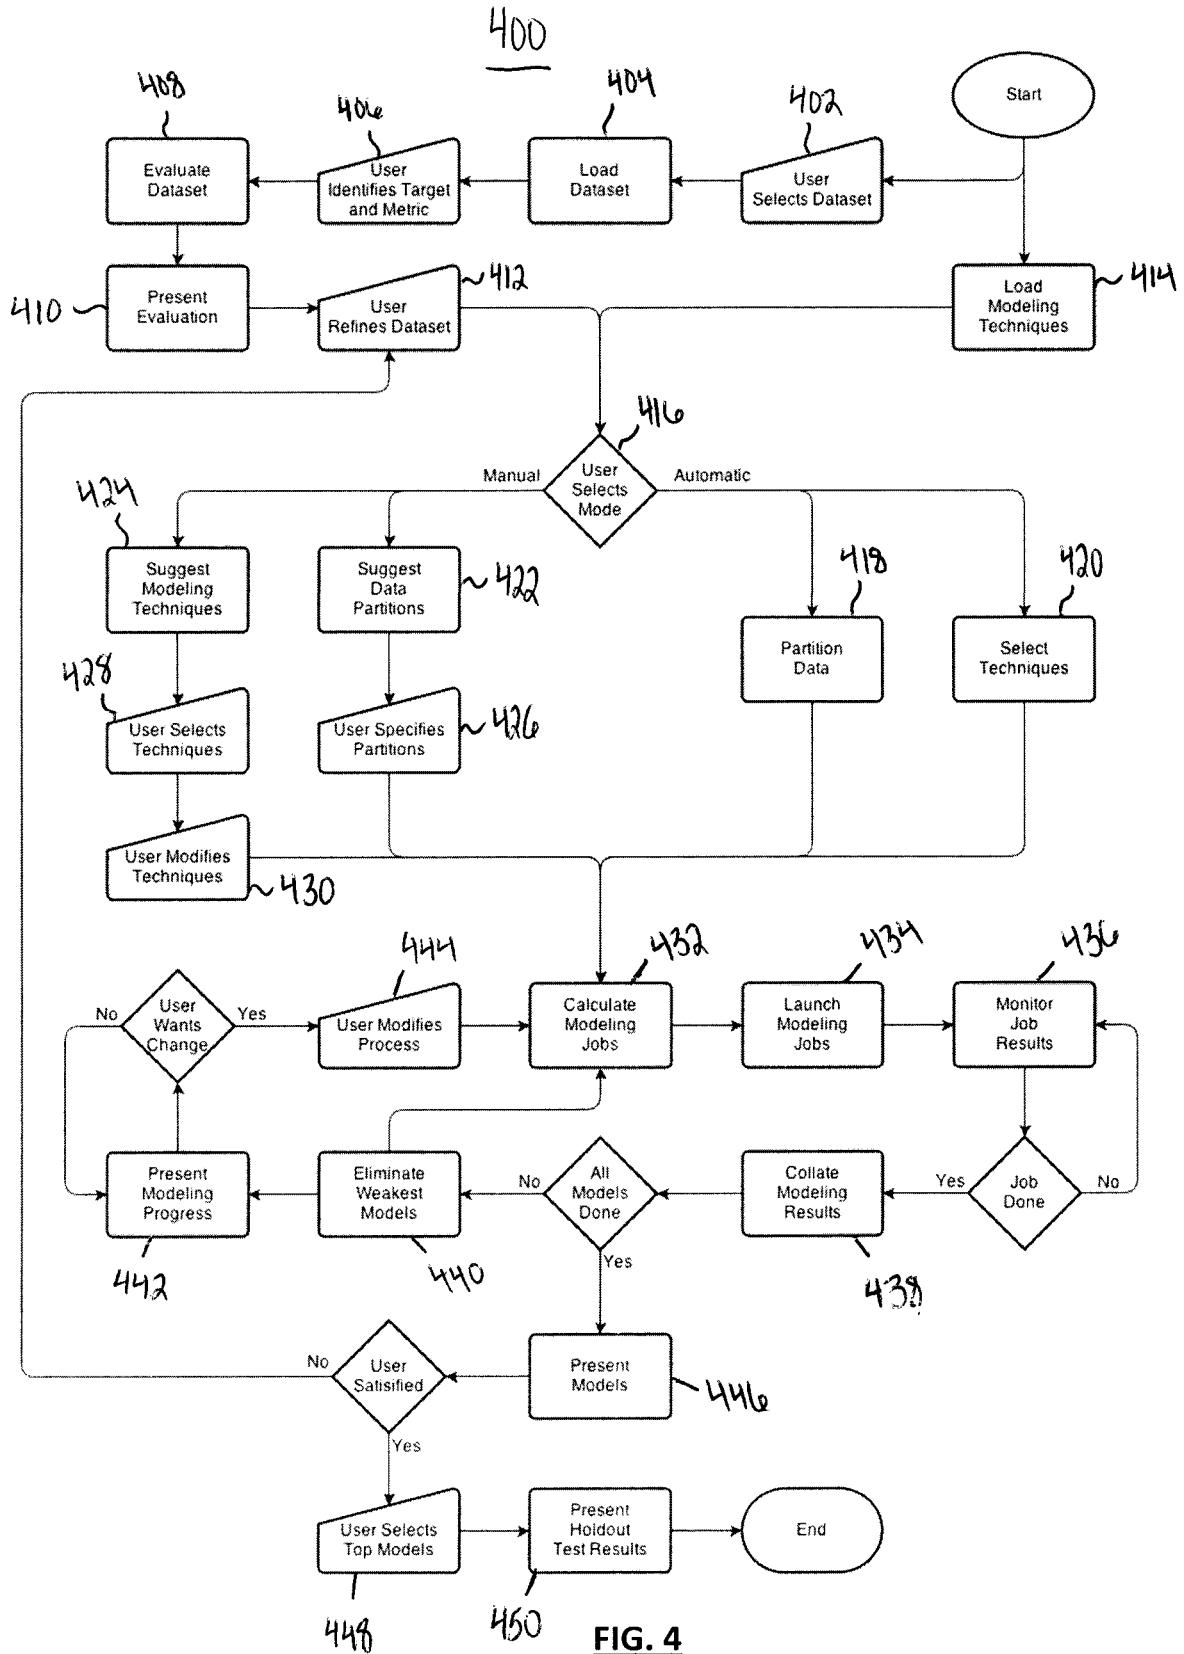 400
408
406
404
402
Start
Evaluate
Dataset
User
Identifies Target
and Metric
Load
Dataset
User
Selects Dataset
410
Present
Evaluation
412
User
Refines Dataset
Load
Modeling
Techniques
414
416
Manual
User
Selects
Mode
Automatic
424
Suggest
Modeling
Techniques
Suggest
Data
Partitions
422
418
Partition
Data
420
Select
Techniques
428
User Selects
Techniques
User Specifies
Partitions
426
User Modifies
Techniques
430
444
432
434
436
No
User
Wants
Change
Yes
User Modifies
Process
Calculate
Modeling
Jobs
Launch
Modeling
Jobs
Monitor
Job
Results
Present
Modeling
Progress
Eliminate
Weakest
Models
No
All
Models
Done
Yes
Collate
Modeling
Results
Yes
Job
Done
No
442
440
438
No
User
Satisified
Yes
Present
Models
446
User Selects
Top Models
Present
Holdout
Test Results
End
448
450
FIG. 4